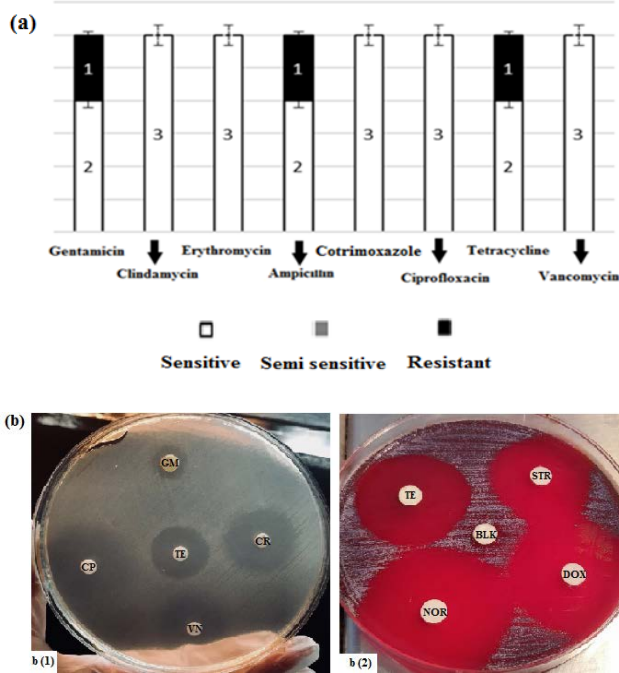 (a)
1 1 1
2 3 3 2 3 3 2 3
Gentamicin Erythromycin Cotrimoxazole Tetracycline
Clindamycin Ampicillin Ciprofloxacin Vancomycin
Sensitive Semi sensitive Resistant
(b)
GM
CP TE CR
VN
b (1)
TE STR
BLK
NOR DOX
b (2)